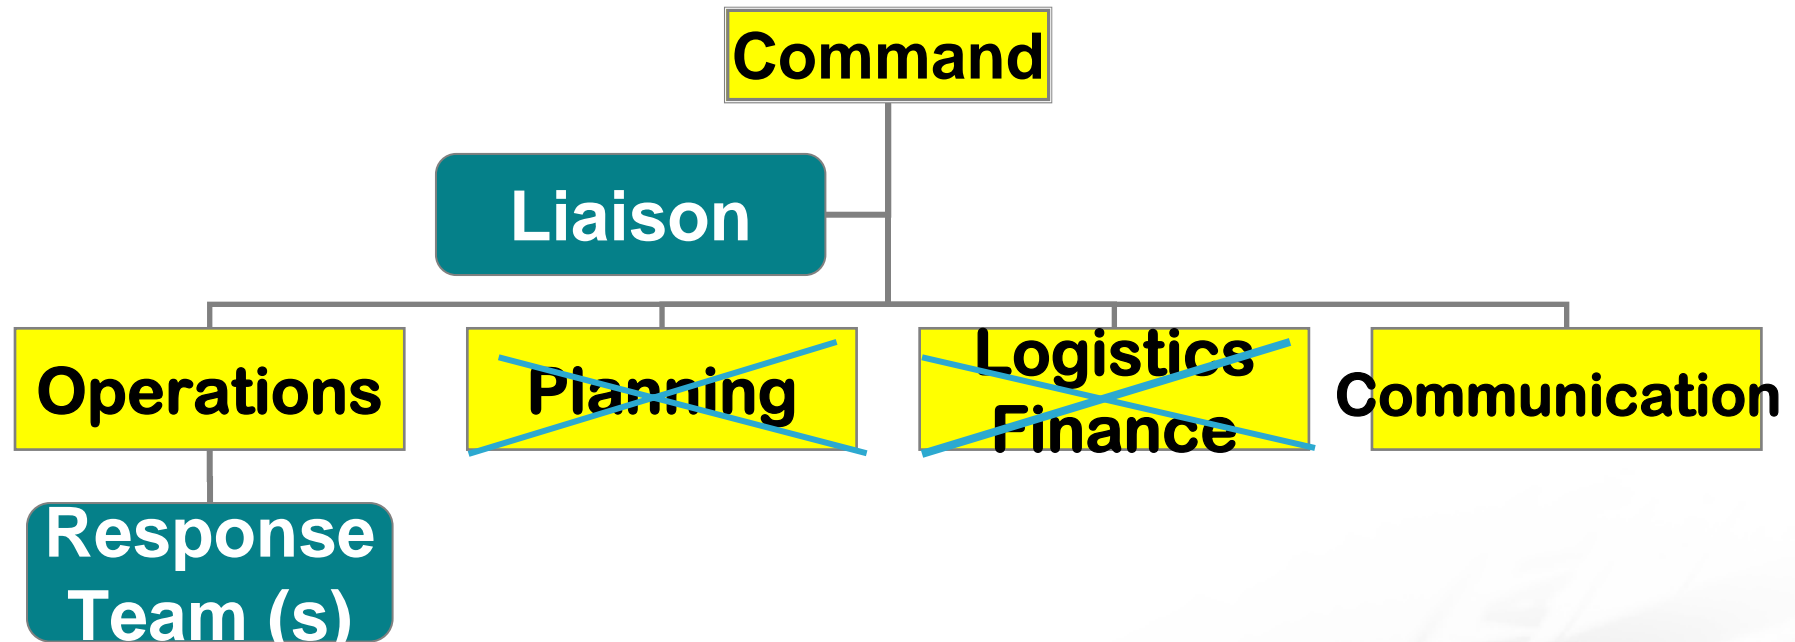 Command
Liaison
Operations
Planning
Logistics
Finance
Communication
Response
Team (s)